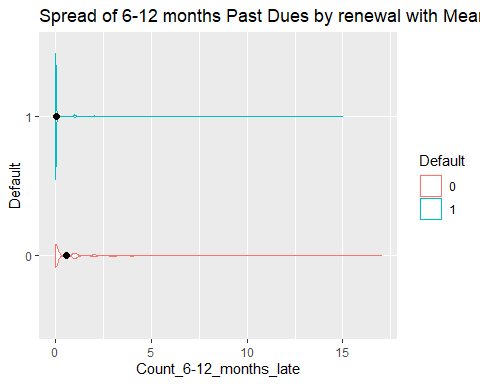 Spread of 6-12 months Past Dues by renewal with Mear
1
0
Default
0
5
10
15
Count_6-12_months_late
Default
0
1